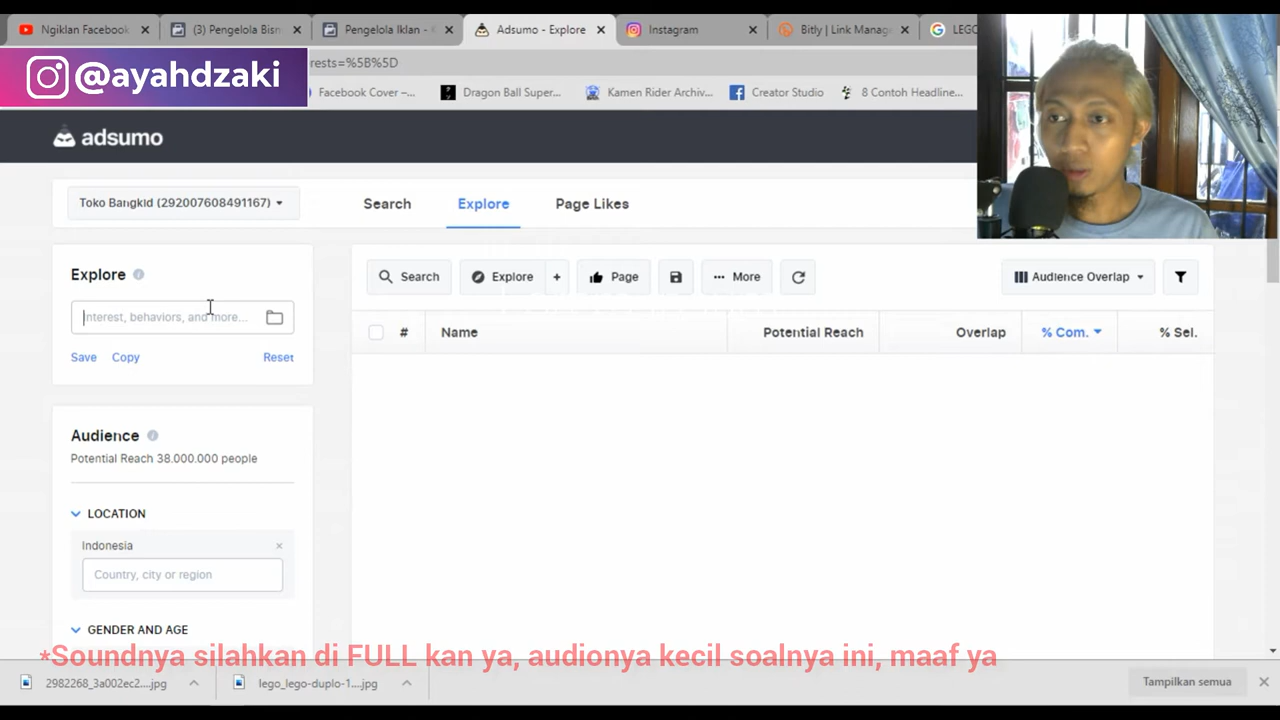 Ngiklan Facebook
(3) Pengelola Bisn
Pengelola Iklan - K
Adsumo - Explore
Instagram
Bitly | Link Manage
LEGO
@ayahdzaki
rests=%5B%5D
Facebook Cover –...
Dragon Ball Super...
Kamen Rider Archiv...
Creator Studio
8 Contoh Headline...
adsumo
Toko Bangkid (292007608491167)
Search
Explore
Page Likes
Explore
Interest, behaviors, and more...
Save
Copy
Reset
Search
Explore
+
Page
More
Audience Overlap
#
Name
Potential Reach
Overlap
% Com.
% Sel.
Audience
Potential Reach 38.000.000 people
LOCATION
Indonesia
Country, city or region
GENDER AND AGE
*Soundnya silahkan di FULL kan ya, audionya kecil soalnya ini, maaf ya
2982268_3a002ec2....jpg
lego_lego-duplo-1....jpg
Tampilkan semua